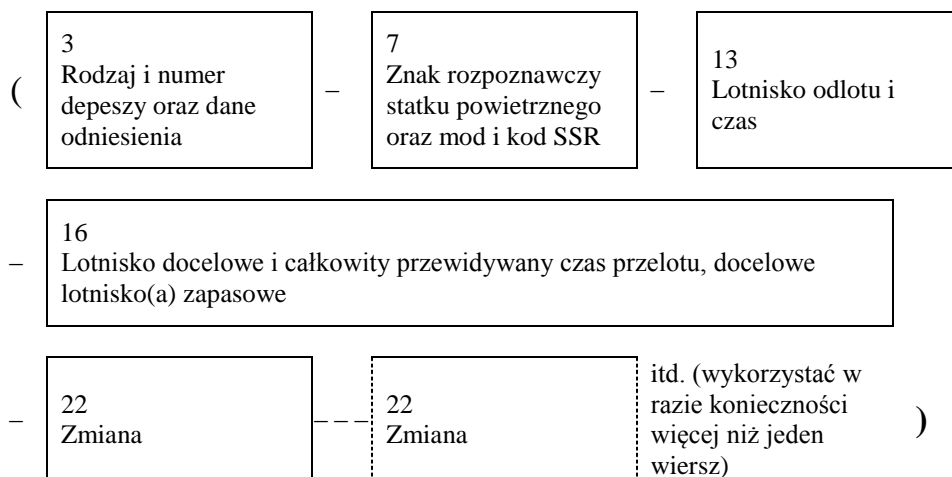 (
3
Rodzaj i numer
depeszy oraz dane
odniesienia
–
7
Znak rozpoznawczy
statku powietrznego
oraz mod i kod SSR
–
13
Lotnisko odlotu i
czas
–
16
Lotnisko docelowe i całkowity przewidywany czas przelotu, docelowe
lotnisko(a) zapasowe
–
22
Zmiana
– – –
22
Zmiana
itd. (wykorzystać w
razie konieczności
więcej niż jeden
wiersz)
)